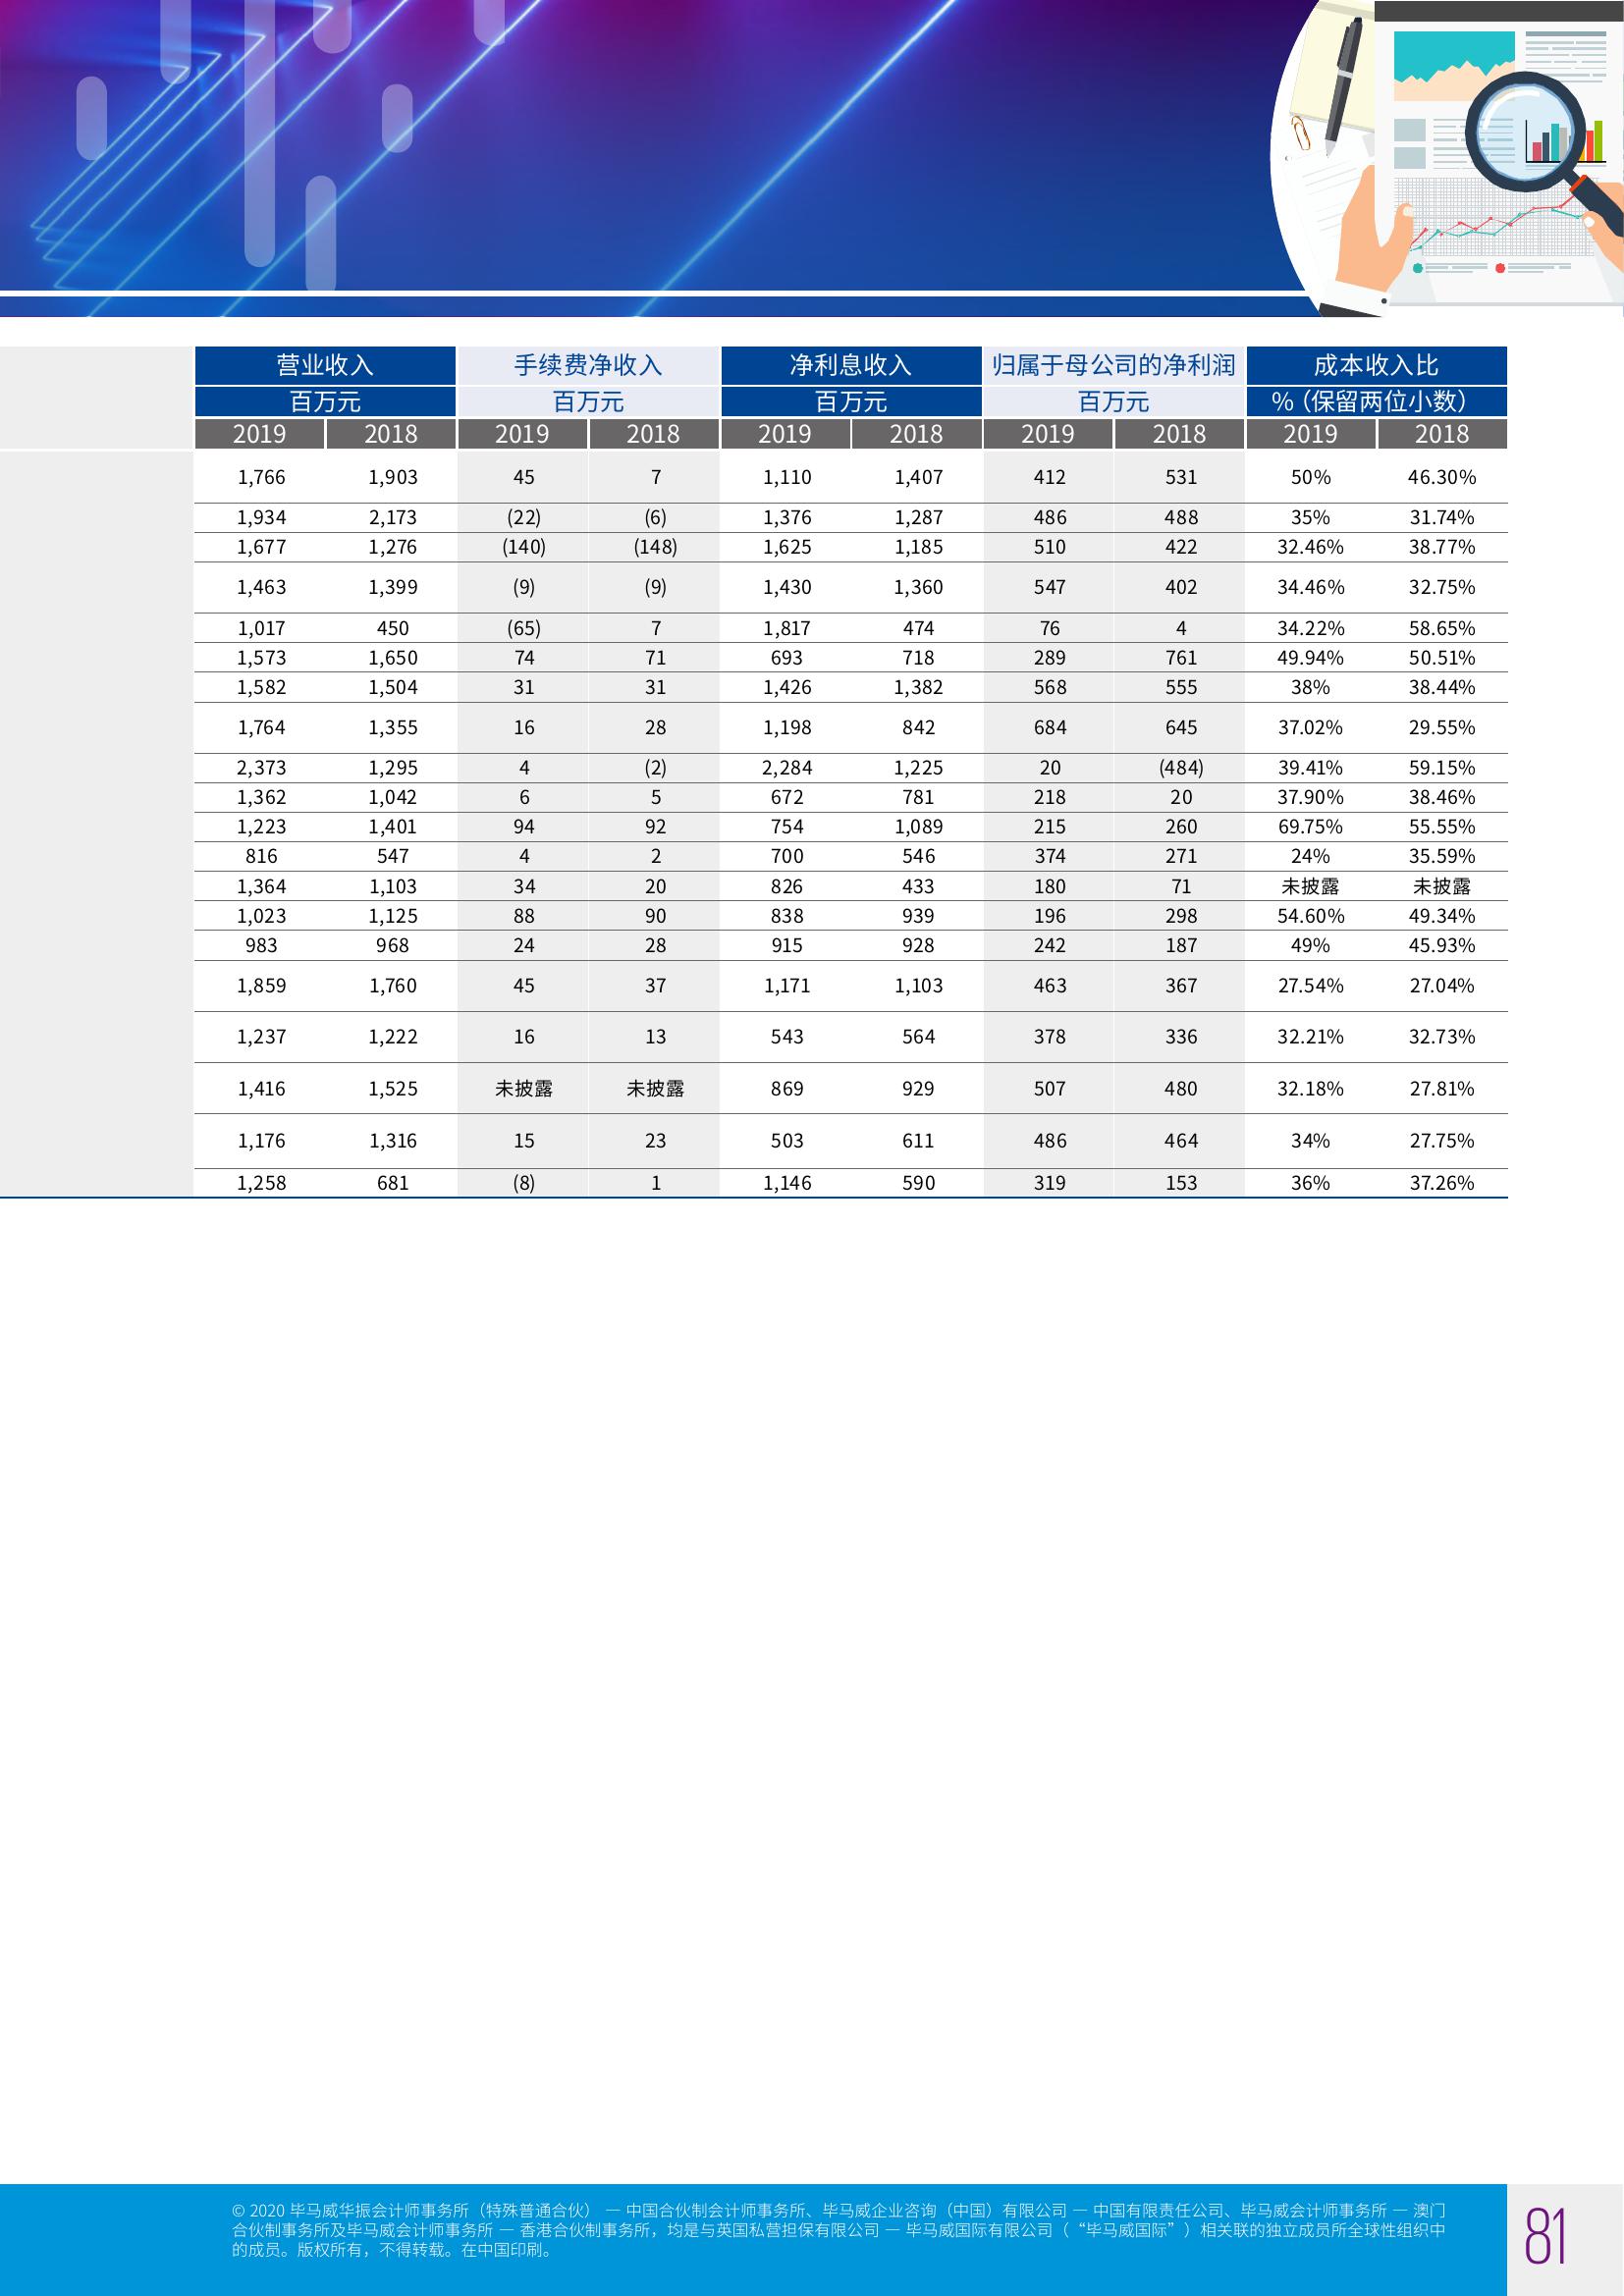 营业收入 手续费净收入 净利息收入 归属于母公司的净利润 成本收入比
百万元 百万元 百万元 百万元 %（保留两位小数）
2019 2018 2019 2018 2019 2018 2019 2018 2019 2018
1,766 1,903 45 7 1,110 1,407 412 531 50% 46.30%
1,934 2,173 (22) (6) 1,376 1,287 486 488 35% 31.74%
1,677 1,276 (140) (148) 1,625 1,185 510 422 32.46% 38.77%
1,463 1,399 (9) (9) 1,430 1,360 547 402 34.46% 32.75%
1,017 450 (65) 7 1,817 474 76 4 34.22% 58.65%
1,573 1,650 74 71 693 718 289 761 49.94% 50.51%
1,582 1,504 31 31 1,426 1,382 568 555 38% 38.44%
1,764 1,355 16 28 1,198 842 684 645 37.02% 29.55%
2,373 1,295 4 (2) 2,284 1,225 20 (484) 39.41% 59.15%
1,362 1,042 6 5 672 781 218 20 37.90% 38.46%
1,223 1,401 94 92 754 1,089 215 260 69.75% 55.55%
816 547 4 2 700 546 374 271 24% 35.59%
1,364 1,103 34 20 826 433 180 71 未披露 未披露
1,023 1,125 88 90 838 939 196 298 54.60% 49.34%
983 968 24 28 915 928 242 187 49% 45.93%
1,859 1,760 45 37 1,171 1,103 463 367 27.54% 27.04%
1,237 1,222 16 13 543 564 378 336 32.21% 32.73%
1,416 1,525 未披露 未披露 869 929 507 480 32.18% 27.81%
1,176 1,316 15 23 503 611 486 464 34% 27.75%
1,258 681 (8) 1 1,146 590 319 153 36% 37.26%
© 2020 毕马威华振会计师事务所（特殊普通合伙） — 中国合伙制会计师事务所、毕马威企业咨询（中国）有限公司 — 中国有限责任公司、毕马威会计师事务所 — 澳门
合伙制事务所及毕马威会计师事务所 — 香港合伙制事务所，均是与英国私营担保有限公司 — 毕马威国际有限公司（“毕马威国际”）相关联的独立成员所全球性组织中
的成员。版权所有，不得转载。在中国印刷。
81